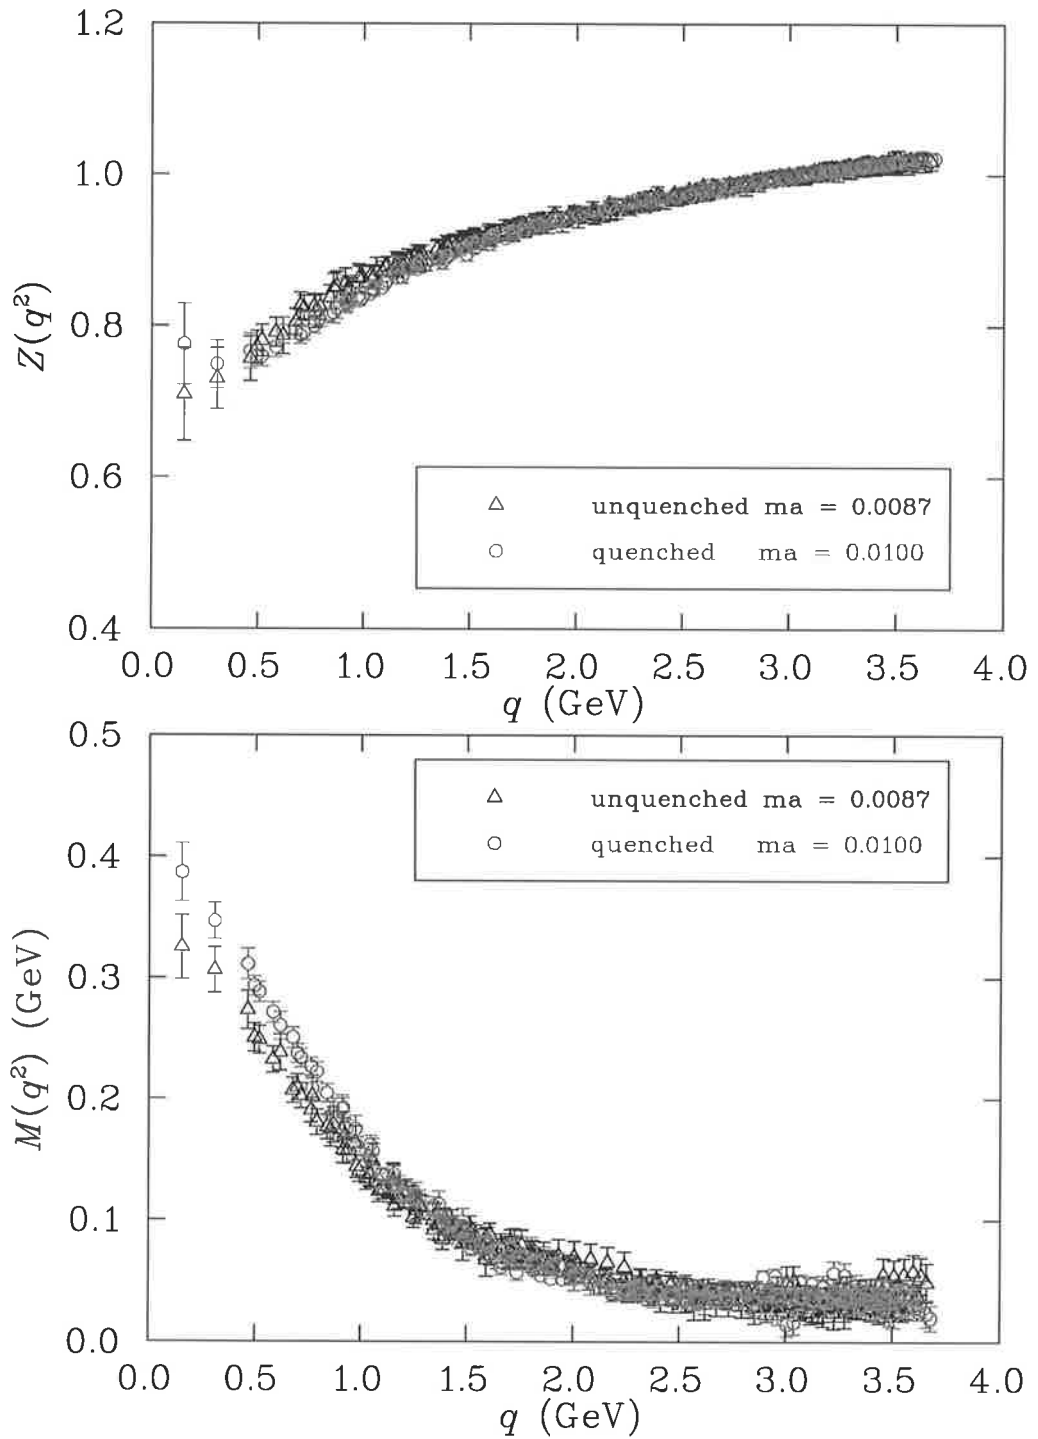 1.2
1.0
0.8
0.6
0.4
Z(q²)
unquenched ma = 0.0087
quenched ma = 0.0100
0.0 0.5 1.0 1.5 2.0 2.5 3.0 3.5 4.0
q (GeV)
0.5
0.4
0.3
0.2
0.1
0.0
M(q²) (GeV)
unquenched ma = 0.0087
quenched ma = 0.0100
0.0 0.5 1.0 1.5 2.0 2.5 3.0 3.5 4.0
q (GeV)